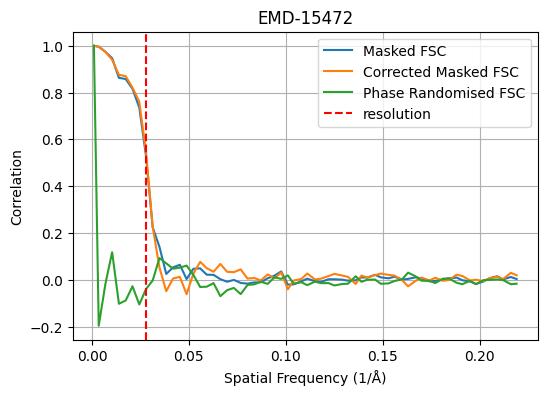 EMD-15472
Masked FSC
Corrected Masked FSC
Phase Randomised FSC
resolution
Correlation
1.0
0.8
0.6
0.4
0.2
0.0
−0.2
0.00 0.05 0.10 0.15 0.20
Spatial Frequency (1/Å)